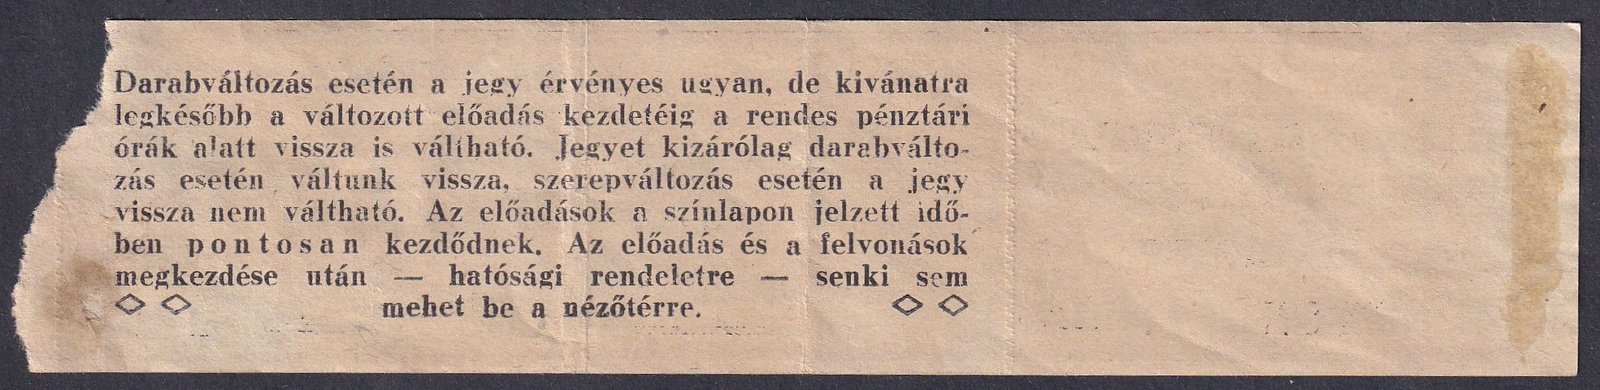 Darabváltozás esetén a jegy érvényes ugyan, de kivánatra
legkésőbb a változott előadás kezdetéig a rendes pénztári
órák alatt vissza is váltható. Jegyet kizárólag darabválto-
zás esetén váltunk vissza, szerepváltozás esetén a jegy
vissza nem váltható. Az előadások a színlapon jelzett idő-
ben pontosan kezdődnek. Az előadás és a felvonások
megkezdése után — hatósági rendeletre — senki sem
mehet be a nézőtérre.